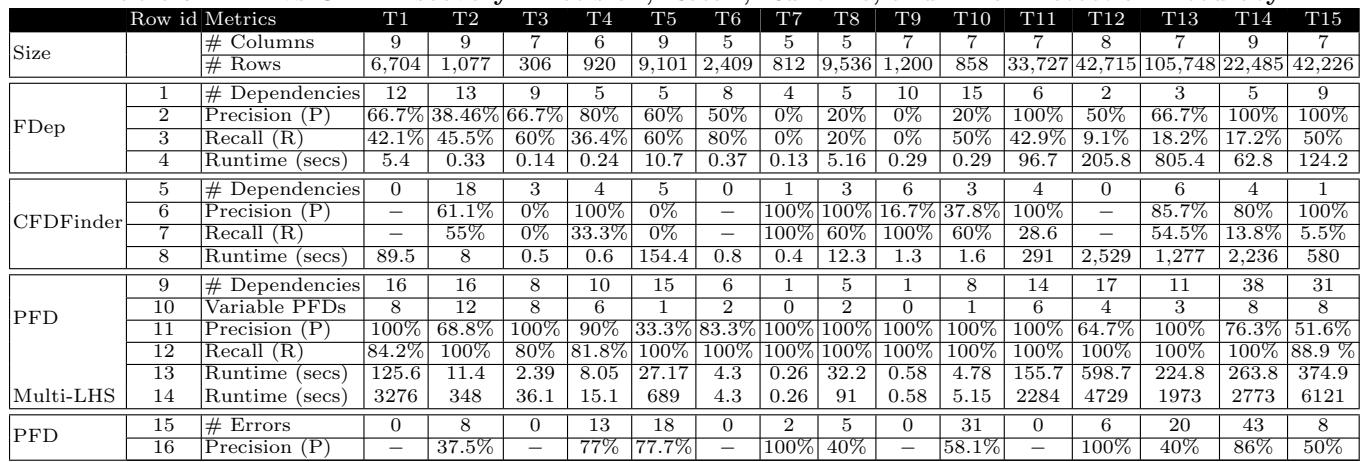 Row id Metrics T1 T2 T3 T4 T5 T6 T7 T8 T9 T10 T11 T12 T13 T14 T15
Size # Columns 9 9 7 6 9 5 5 5 7 7 7 8 7 9 7
# Rows 6,704 1,077 306 920 9,101 2,409 812 9,536 1,200 858 33,727 42,715 105,748 22,485 42,226
FDep 1 # Dependencies 12 13 9 5 5 8 4 5 10 15 6 2 3 5 9
2 Precision (P) 66.7% 38.46% 66.7% 80% 60% 50% 0% 20% 0% 20% 100% 50% 66.7% 100% 100%
3 Recall (R) 42.1% 45.5% 60% 36.4% 60% 80% 0% 20% 0% 50% 42.9% 9.1% 18.2% 17.2% 50%
4 Runtime (secs) 5.4 0.33 0.14 0.24 10.7 0.37 0.13 5.16 0.29 0.29 96.7 205.8 805.4 62.8 124.2
CFDFinder 5 # Dependencies 0 18 3 4 5 0 1 3 6 3 4 0 6 4 1
6 Precision (P) – 61.1% 0% 100% 0% – 100% 100% 16.7% 37.8% 100% – 85.7% 80% 100%
7 Recall (R) – 55% 0% 33.3% 0% – 100% 60% 100% 60% 28.6 – 54.5% 13.8% 5.5%
8 Runtime (secs) 89.5 8 0.5 0.6 154.4 0.8 0.4 12.3 1.3 1.6 291 2,529 1,277 2,236 580
PFD 9 # Dependencies 16 16 8 10 15 6 1 5 1 8 14 17 11 38 31
10 Variable PFDs 8 12 8 6 1 2 0 2 0 1 6 4 3 8 8
11 Precision (P) 100% 68.8% 100% 90% 33.3% 83.3% 100% 100% 100% 100% 100% 64.7% 100% 76.3% 51.6%
12 Recall (R) 84.2% 100% 80% 81.8% 100% 100% 100% 100% 100% 100% 100% 100% 100% 100% 88.9 %
13 Runtime (secs) 125.6 11.4 2.39 8.05 27.17 4.3 0.26 32.2 0.58 4.78 155.7 598.7 224.8 263.8 374.9
Multi-LHS 14 Runtime (secs) 3276 348 36.1 15.1 689 4.3 0.26 91 0.58 5.15 2284 4729 1973 2773 6121
PFD 15 # Errors 0 8 0 13 18 0 2 5 0 31 0 6 20 43 8
16 Precision (P) – 37.5% – 77% 77.7% – 100% 40% – 58.1% – 100% 40% 86% 50%